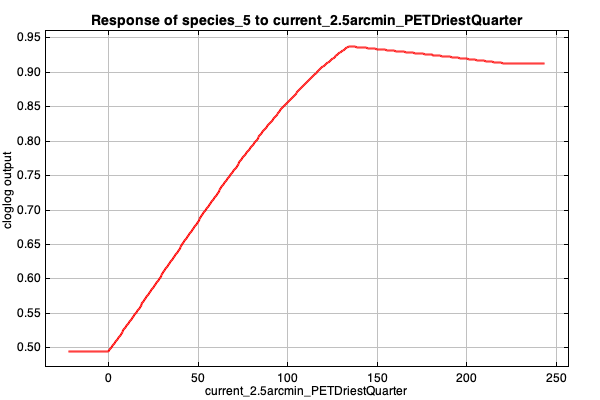 Response of species_5 to current_2.5arcmin_PETDriestQuarter
0.95
0.90
0.85
0.80
0.75
0.70
0.65
0.60
0.55
0.50
cloglog output
0 50 100 150 200 250
current_2.5arcmin_PETDriestQuarter